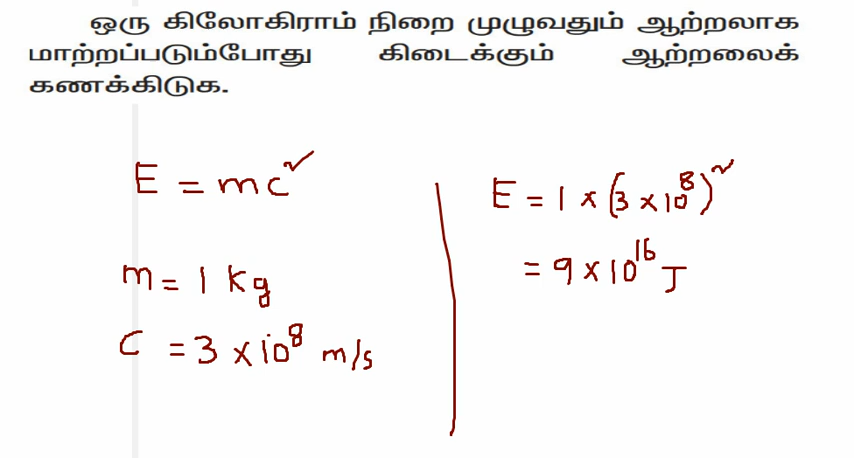 ஒரு கிலோகிராம் நிறை முழுவதும் ஆற்றலாக
மாற்றப்படும்போது கிடைக்கும் ஆற்றலைக்
கணக்கிடுக.
E = mc²
m = 1 kg
C = 3 × 10⁸ m/s
E = 1 × (3 × 10⁸)²
= 9 × 10¹⁶ J